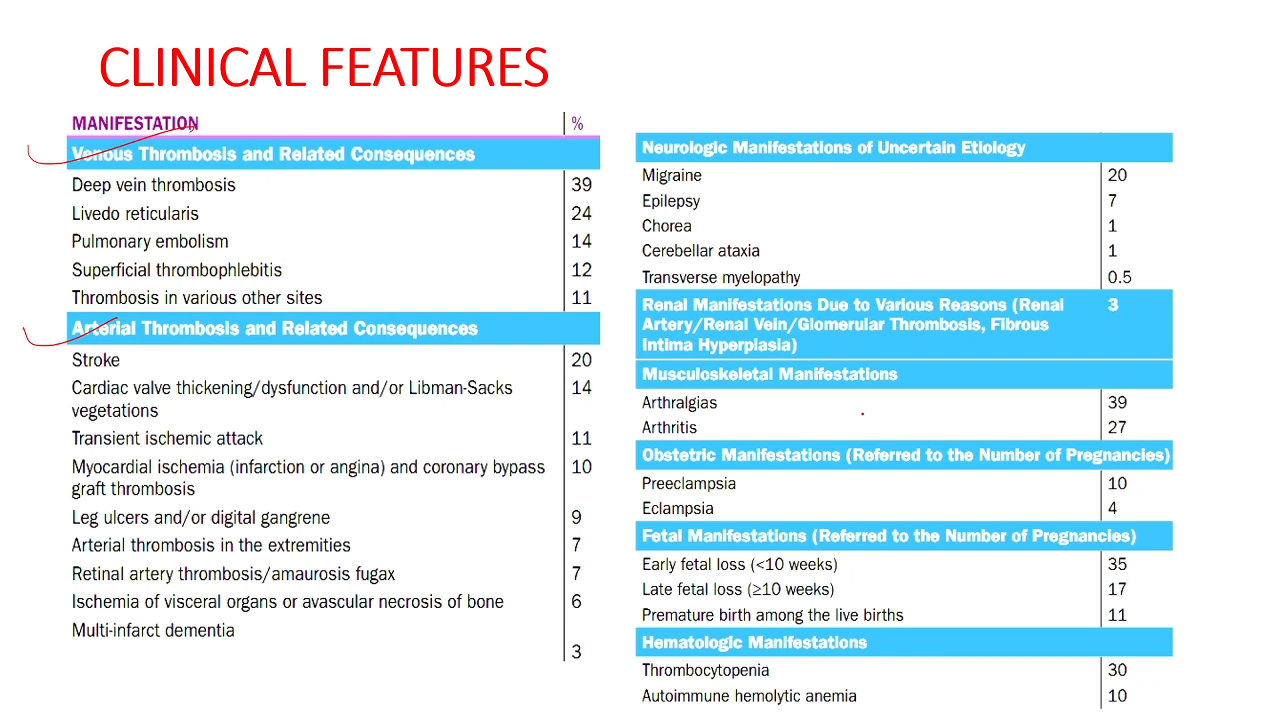 CLINICAL FEATURES
MANIFESTATION %
Venous Thrombosis and Related Consequences
Deep vein thrombosis 39
Livedo reticularis 24
Pulmonary embolism 14
Superficial thrombophlebitis 12
Thrombosis in various other sites 11
Arterial Thrombosis and Related Consequences
Stroke 20
Cardiac valve thickening/dysfunction and/or Libman-Sacks 14
vegetations
Transient ischemic attack 11
Myocardial ischemia (infarction or angina) and coronary bypass 10
graft thrombosis
Leg ulcers and/or digital gangrene 9
Arterial thrombosis in the extremities 7
Retinal artery thrombosis/amaurosis fugax 7
Ischemia of visceral organs or avascular necrosis of bone 6
Multi-infarct dementia
3
Neurologic Manifestations of Uncertain Etiology
Migraine 20
Epilepsy 7
Chorea 1
Cerebellar ataxia 1
Transverse myelopathy 0.5
Renal Manifestations Due to Various Reasons (Renal 3
Artery/Renal Vein/Glomerular Thrombosis, Fibrous
Intima Hyperplasia)
Musculoskeletal Manifestations
Arthralgias 39
Arthritis 27
Obstetric Manifestations (Referred to the Number of Pregnancies)
Preeclampsia 10
Eclampsia 4
Fetal Manifestations (Referred to the Number of Pregnancies)
Early fetal loss (<10 weeks) 35
Late fetal loss (≥10 weeks) 17
Premature birth among the live births 11
Hematologic Manifestations
Thrombocytopenia 30
Autoimmune hemolytic anemia 10